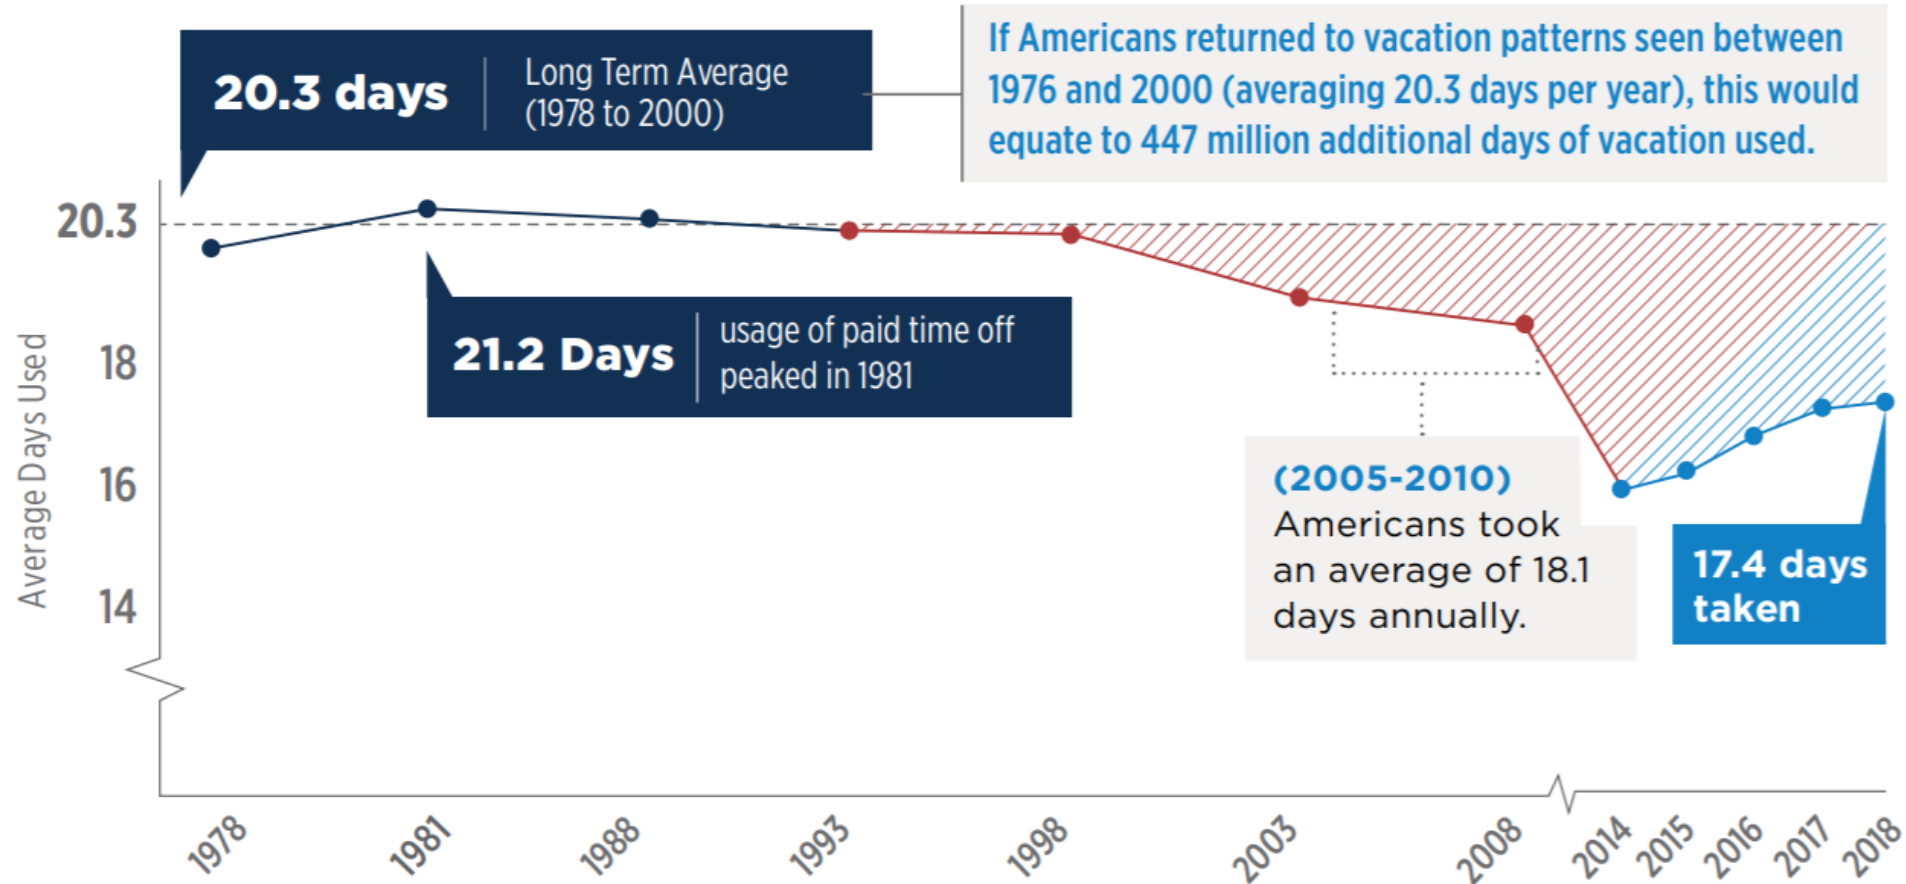 20.3 days
Long Term Average
(1978 to 2000)
If Americans returned to vacation patterns seen between
1976 and 2000 (averaging 20.3 days per year), this would
equate to 447 million additional days of vacation used.
20.3
18
16
14
Average Days Used
21.2 Days
usage of paid time off
peaked in 1981
(2005-2010)
Americans took
an average of 18.1
days annually.
17.4 days
taken
1978
1981
1988
1993
1998
2003
2008
2014
2015
2016
2017
2018